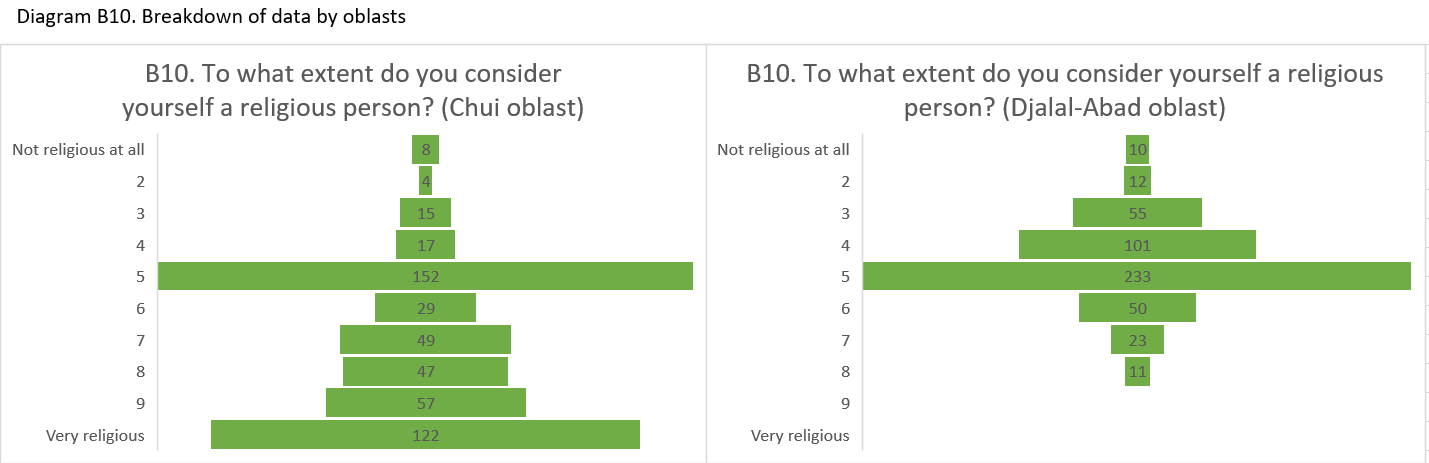 Diagram B10. Breakdown of data by oblasts
B10. To what extent do you consider
yourself a religious person? (Chui oblast)
Not religious at all 8
2 4
3 15
4 17
5 152
6 29
7 49
8 47
9 57
Very religious 122
B10. To what extent do you consider yourself a religious
person? (Djalal-Abad oblast)
Not religious at all 10
2 12
3 55
4 101
5 233
6 50
7 23
8 11
9
Very religious